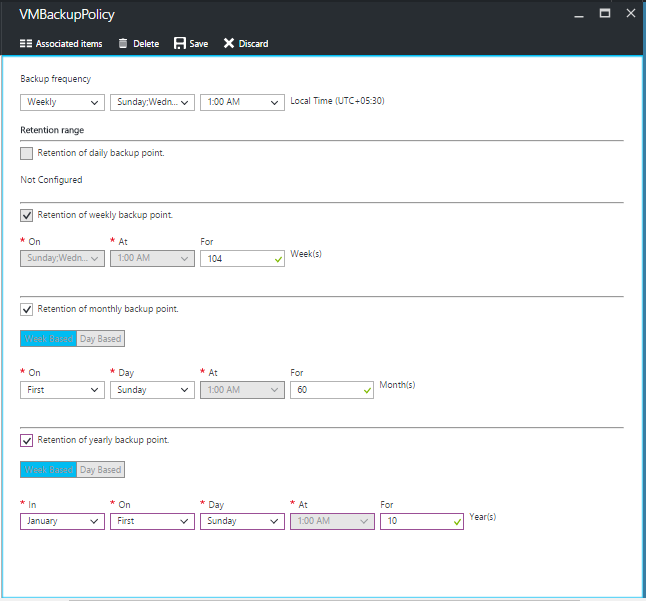 VMBackupPolicy
Associated items Delete Save Discard
Backup frequency
Weekly Sunday;Wedn... 1:00 AM Local Time (UTC+05:30)
Retention range
Retention of daily backup point.
Not Configured
Retention of weekly backup point.
* On * At For
Sunday;Wedn... 1:00 AM 104 Week(s)
Retention of monthly backup point.
Week Based Day Based
* On * Day * At For
First Sunday 1:00 AM 60 Month(s)
Retention of yearly backup point.
Week Based Day Based
* In * On * Day * At For
January First Sunday 1:00 AM 10 Year(s)